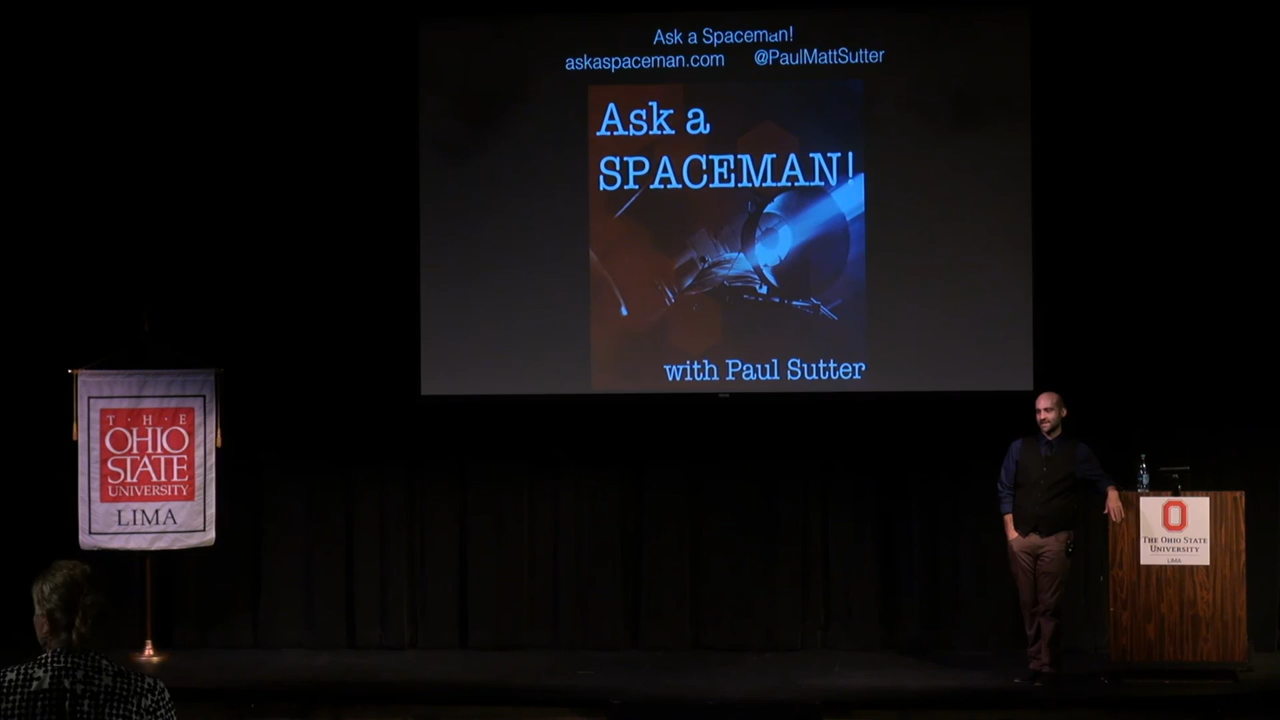 Ask a Spaceman!
askaspaceman.com @PaulMattSutter
Ask a
SPACEMAN!
with Paul Sutter
T·H·E
OHIO
STATE
UNIVERSITY
LIMA
O
THE OHIO STATE
UNIVERSITY
LIMA